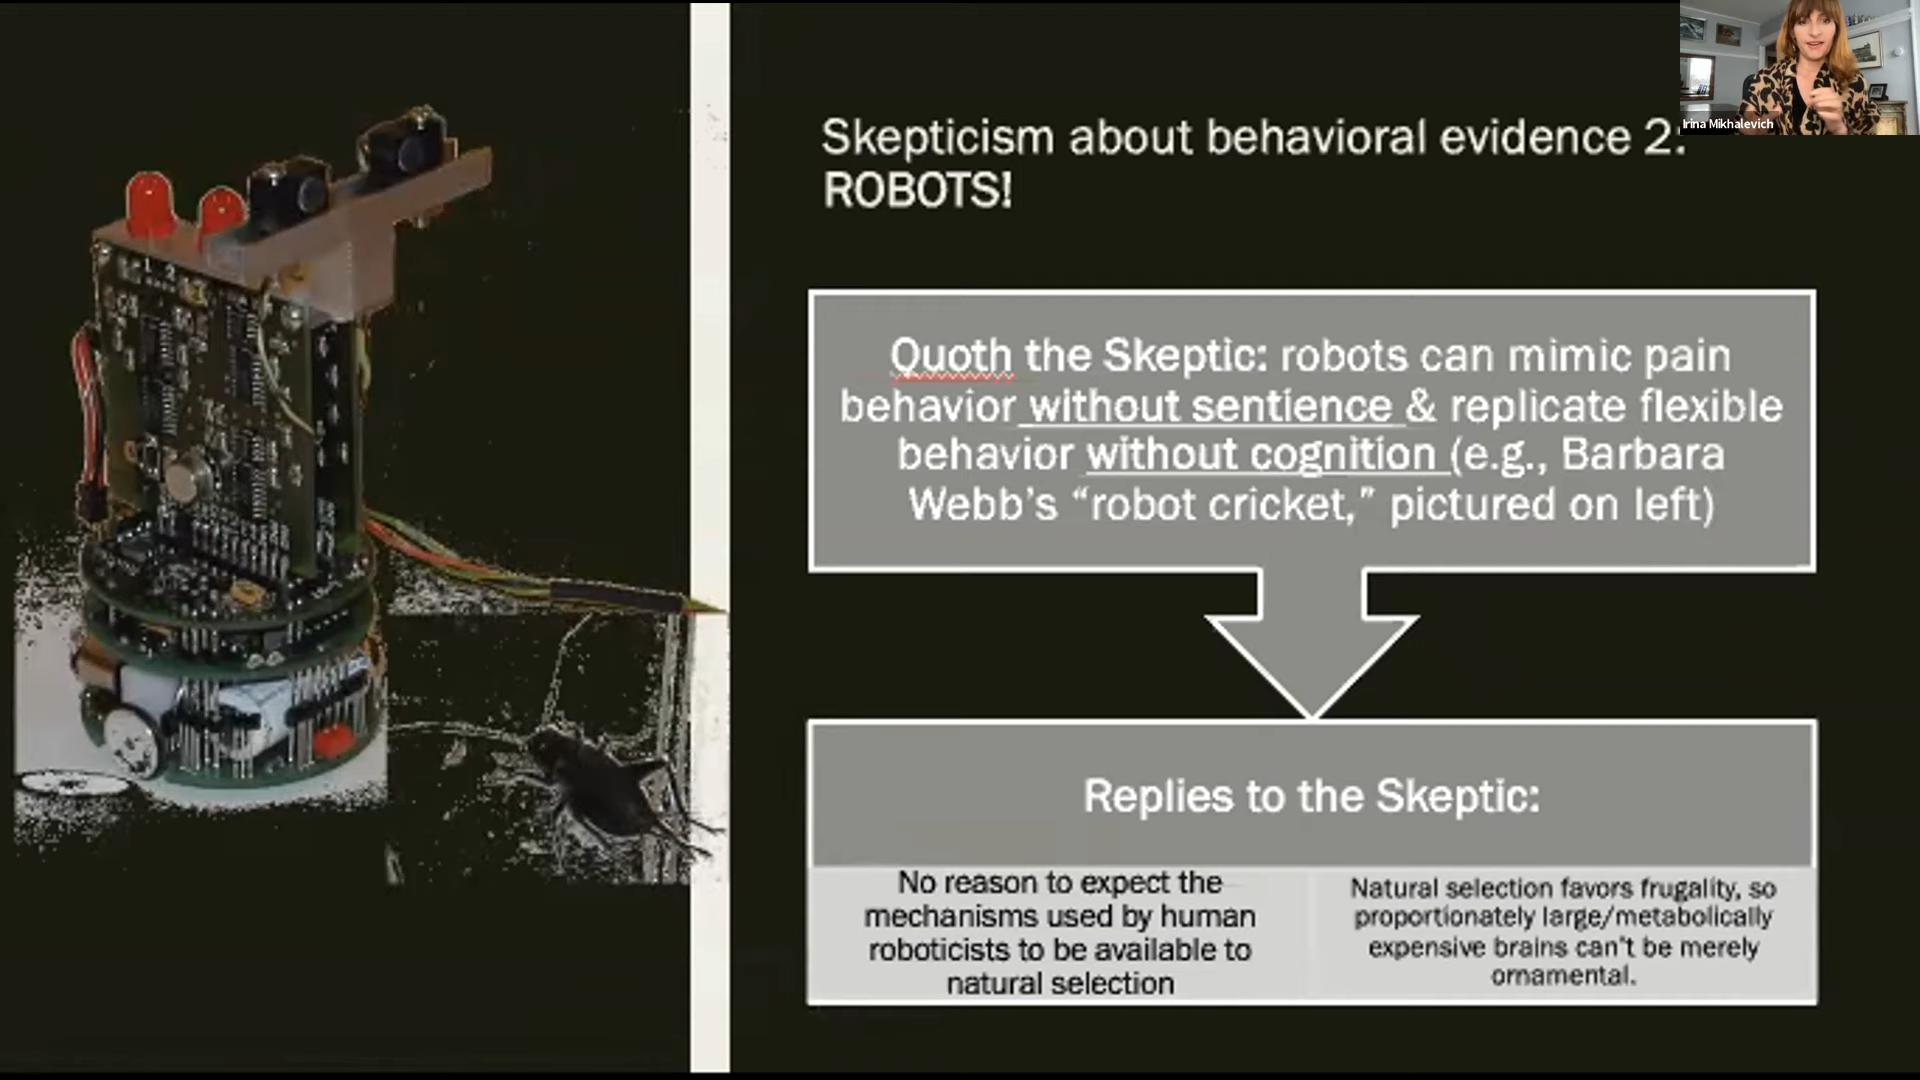 Irina Mikhalevich
Skepticism about behavioral evidence 2:
ROBOTS!
Quoth the Skeptic: robots can mimic pain
behavior without sentience & replicate flexible
behavior without cognition (e.g., Barbara
Webb's “robot cricket,” pictured on left)
Replies to the Skeptic:
No reason to expect the
mechanisms used by human
roboticists to be available to
natural selection
Natural selection favors frugality, so
proportionately large/metabolically
expensive brains can't be merely
ornamental.